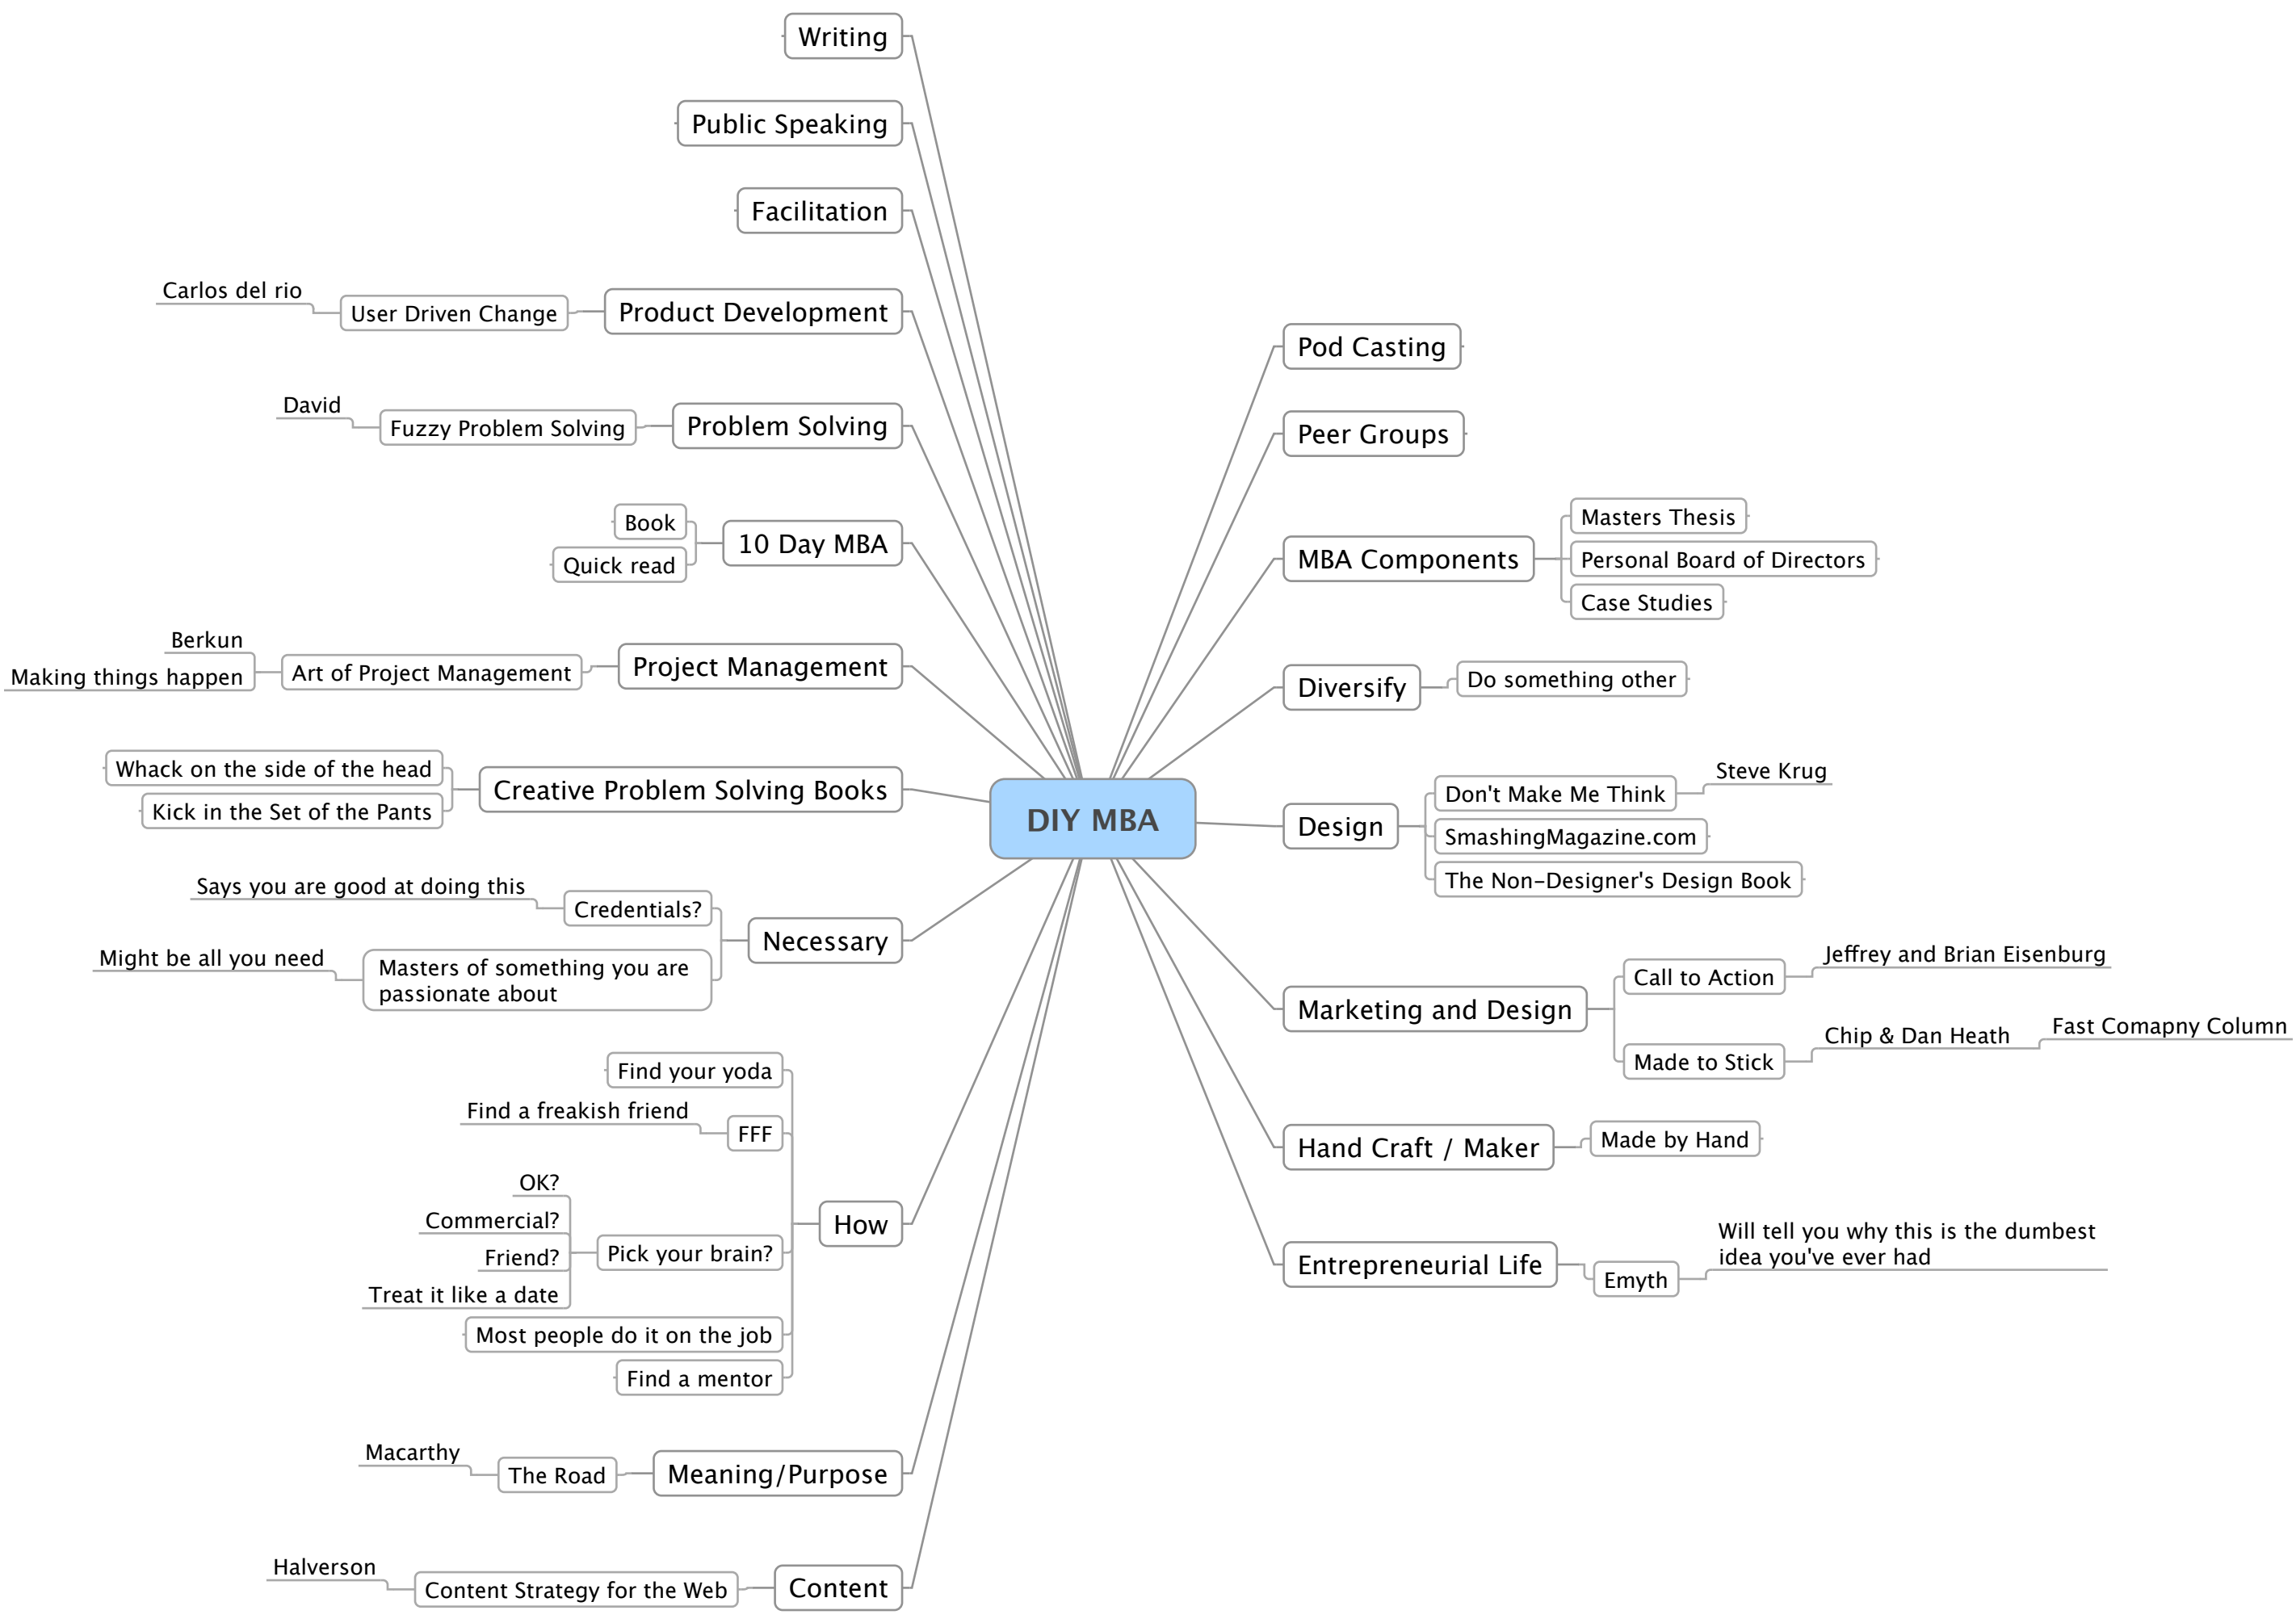 Writing
Public Speaking
Facilitation
Carlos del rio
User Driven Change
Product Development
David
Fuzzy Problem Solving
Problem Solving
Book
Quick read
10 Day MBA
Berkun
Making things happen
Art of Project Management
Project Management
Whack on the side of the head
Kick in the Set of the Pants
Creative Problem Solving Books
Says you are good at doing this
Credentials?
Might be all you need
Masters of something you are
passionate about
Necessary
Find your yoda
Find a freakish friend
FFF
OK?
Commercial?
Friend?
Treat it like a date
Pick your brain?
Most people do it on the job
Find a mentor
How
Macarthy
The Road
Meaning/Purpose
Halverson
Content Strategy for the Web
Content
DIY MBA
Pod Casting
Peer Groups
MBA Components
Masters Thesis
Personal Board of Directors
Case Studies
Diversify
Do something other
Design
Don't Make Me Think
Steve Krug
SmashingMagazine.com
The Non-Designer's Design Book
Marketing and Design
Call to Action
Jeffrey and Brian Eisenburg
Made to Stick
Chip & Dan Heath
Fast Comapny Column
Hand Craft / Maker
Made by Hand
Entrepreneurial Life
Emyth
Will tell you why this is the dumbest
idea you've ever had